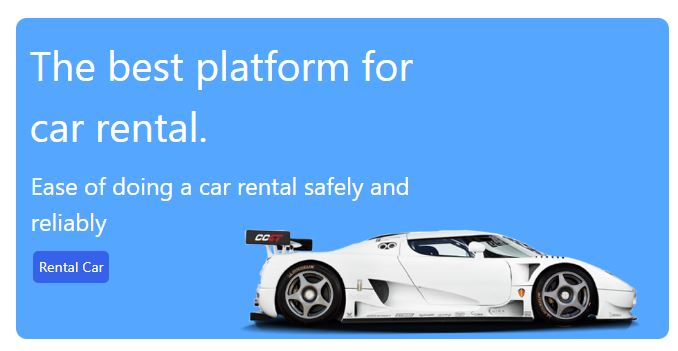 The best platform for
car rental.
Ease of doing a car rental safely and
reliably
Rental Car
CCGT